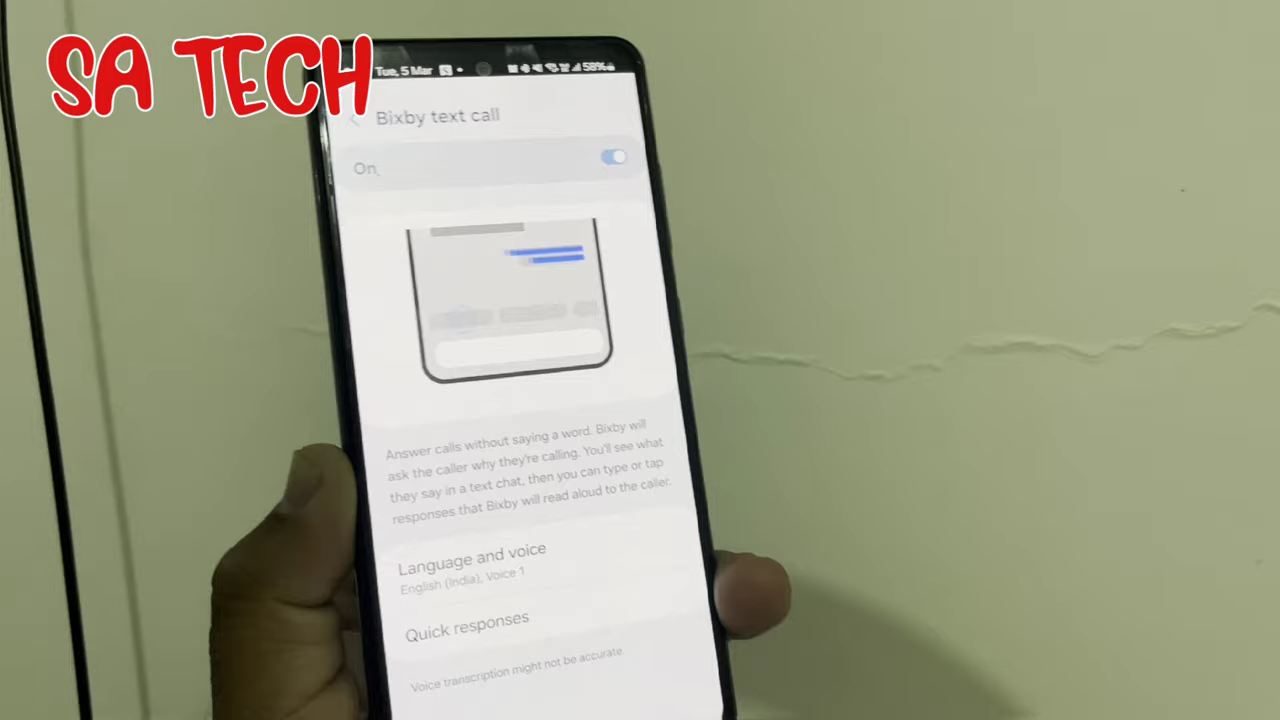 SA TECH
Tue, 5 Mar
58%
Bixby text call
On
Answer calls without saying a word. Bixby will
ask the caller why they're calling. You'll see what
they say in a text chat, then you can type or tap
responses that Bixby will read aloud to the caller.
Language and voice
English (India), Voice 1
Quick responses
Voice transcription might not be accurate.